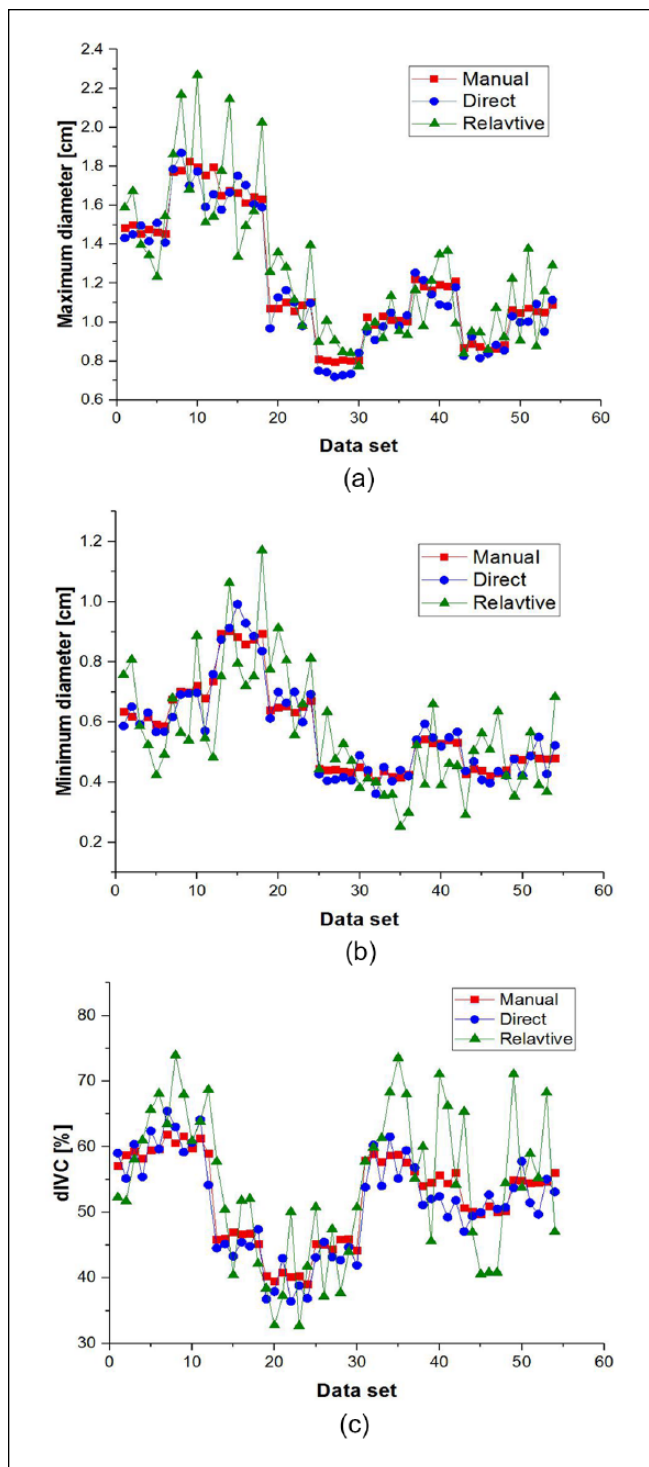 2.4
2.2
2.0
1.8
1.6
1.4
1.2
1.0
0.8
0.6
Maximum diameter [cm]
Manual
Direct
Relavtive
0 10 20 30 40 50 60
Data set
(a)
1.2
1.0
0.8
0.6
0.4
0.2
Minimum diameter [cm]
Manual
Direct
Relavtive
0 10 20 30 40 50 60
Data set
(b)
80
70
60
50
40
30
dIVC [%]
Manual
Direct
Relavtive
0 10 20 30 40 50 60
Data set
(c)